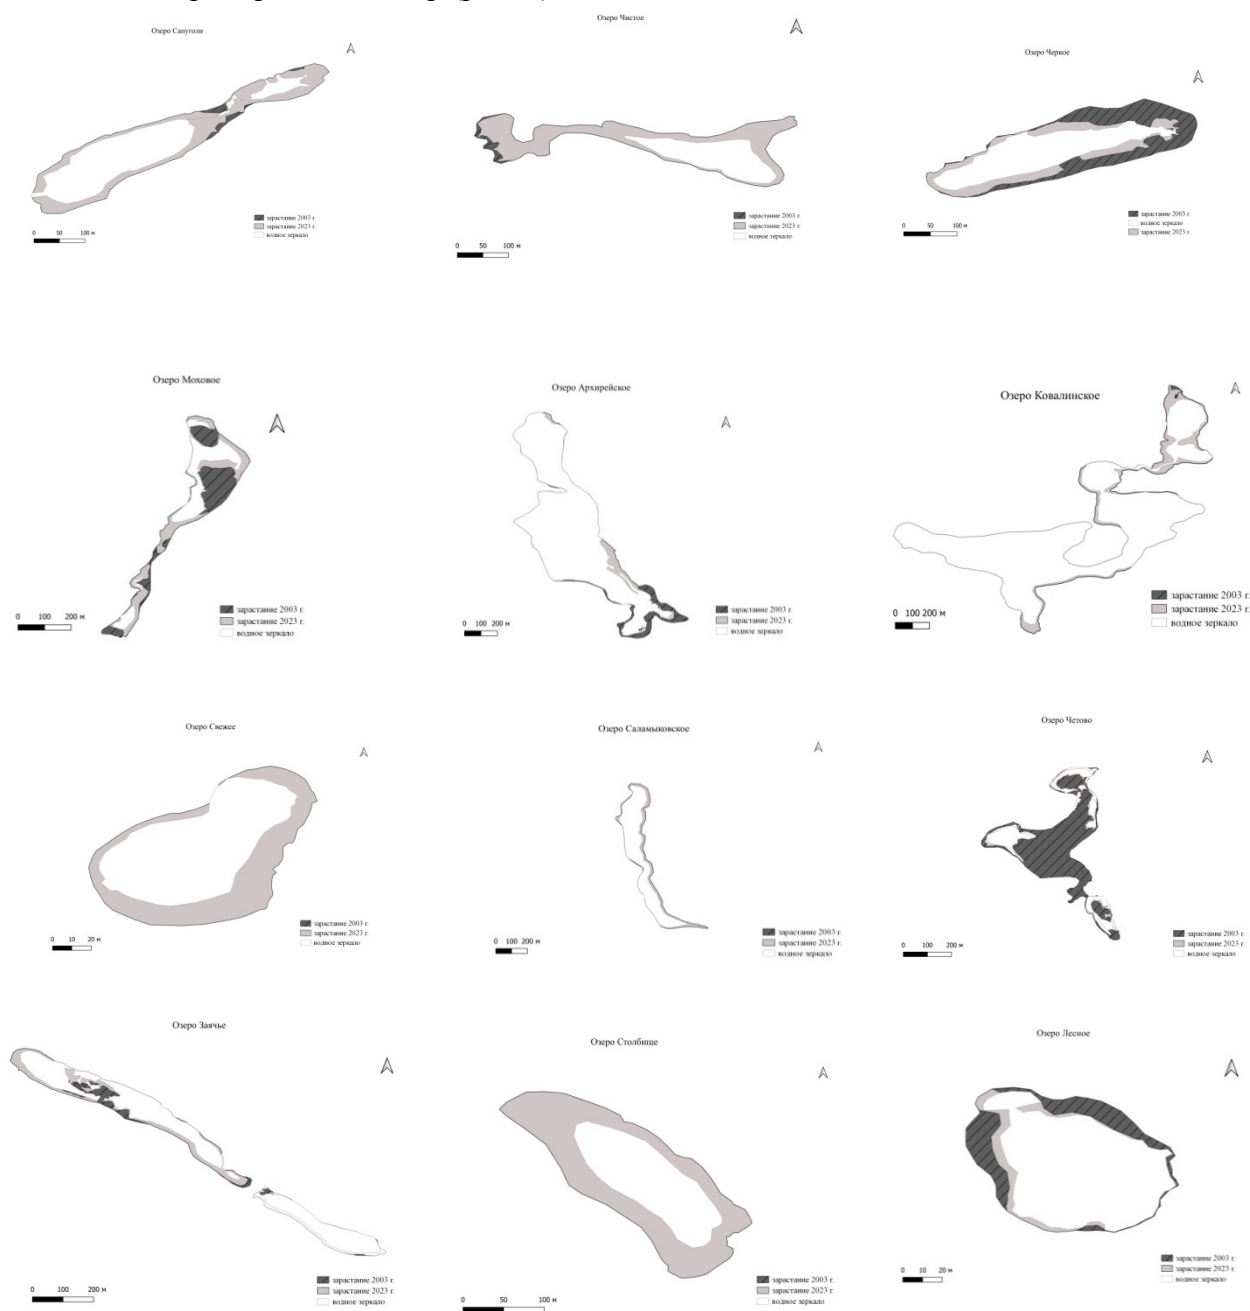 Озеро Сапуголи
зарастание 2003 г.
зарастание 2023 г.
водное зеркало
0 50 100 м
Озеро Чистое
зарастание 2003 г.
зарастание 2023 г.
водное зеркало
0 50 100 м
Озеро Черное
зарастание 2003 г.
водное зеркало
зарастание 2023 г.
0 50 100 м
Озеро Моховое
зарастание 2003 г.
зарастание 2023 г.
водное зеркало
0 100 200 м
Озеро Архирейское
зарастание 2003 г.
зарастание 2023 г.
водное зеркало
0 100 200 м
Озеро Ковалинское
зарастание 2003 г.
зарастание 2023 г.
водное зеркало
0 100 200 м
Озеро Свежее
зарастание 2003 г.
зарастание 2023 г.
водное зеркало
0 10 20 м
Озеро Саламыковское
зарастание 2003 г.
зарастание 2023 г.
водное зеркало
0 100 200 м
Озеро Четово
зарастание 2003 г.
зарастание 2023 г.
водное зеркало
0 100 200 м
Озеро Заячье
зарастание 2003 г.
зарастание 2023 г.
водное зеркало
0 100 200 м
Озеро Столбище
зарастание 2003 г.
зарастание 2023 г.
водное зеркало
0 50 100 м
Озеро Лесное
зарастание 2003 г.
зарастание 2023 г.
водное зеркало
0 10 20 м